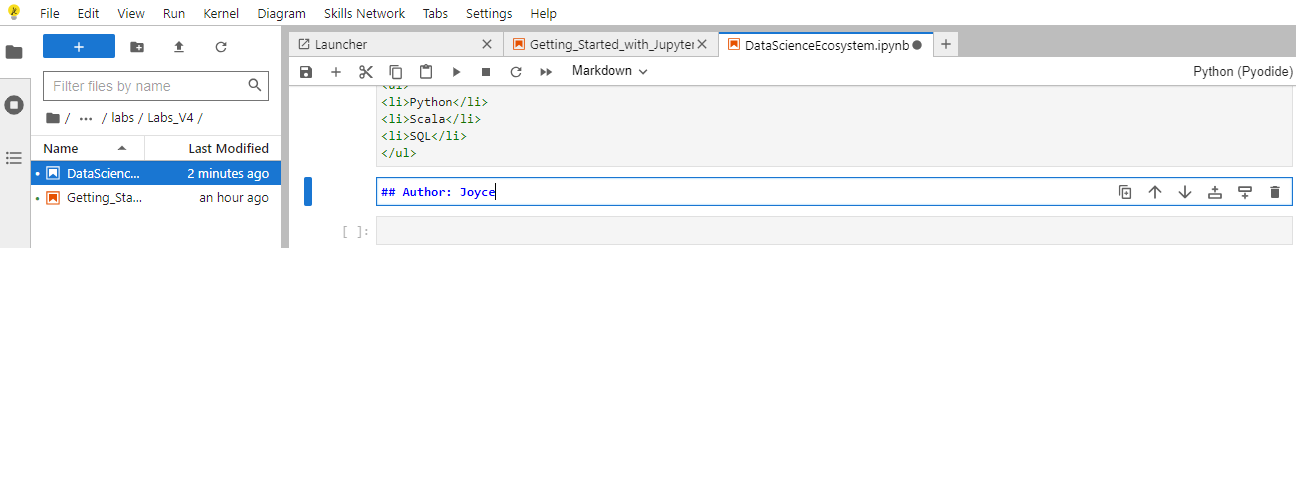 File Edit View Run Kernel Diagram Skills Network Tabs Settings Help
Launcher
Getting_Started_with_Jupyter
DataScienceEcosystem.ipynb
Markdown
Python (Pyodide)
Filter files by name
/ ··· / labs / Labs_V4 /
Name Last Modified
DataScienc... 2 minutes ago
Getting_Sta... an hour ago
<ul>
<li>Python</li>
<li>Scala</li>
<li>SQL</li>
</ul>
## Author: Joyce
[ ]: